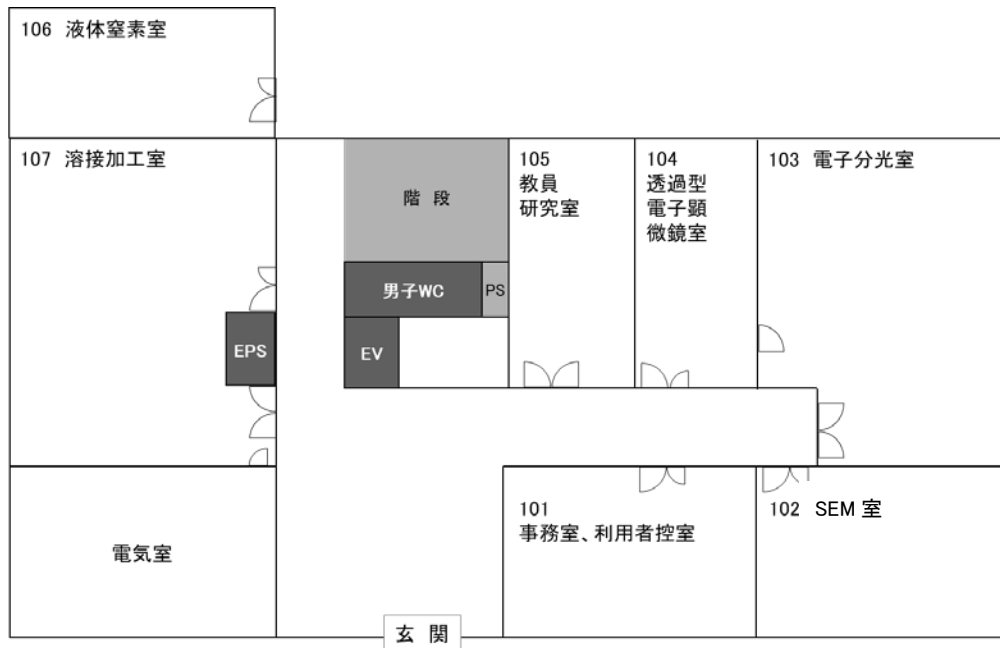 106 液体窒素室
107 溶接加工室
階 段
105
教員
研究室
104
透過型
電子顕
微鏡室
103 電子分光室
男子WC
PS
EPS
EV
101
事務室、利用者控室
102 SEM 室
電気室
玄 関